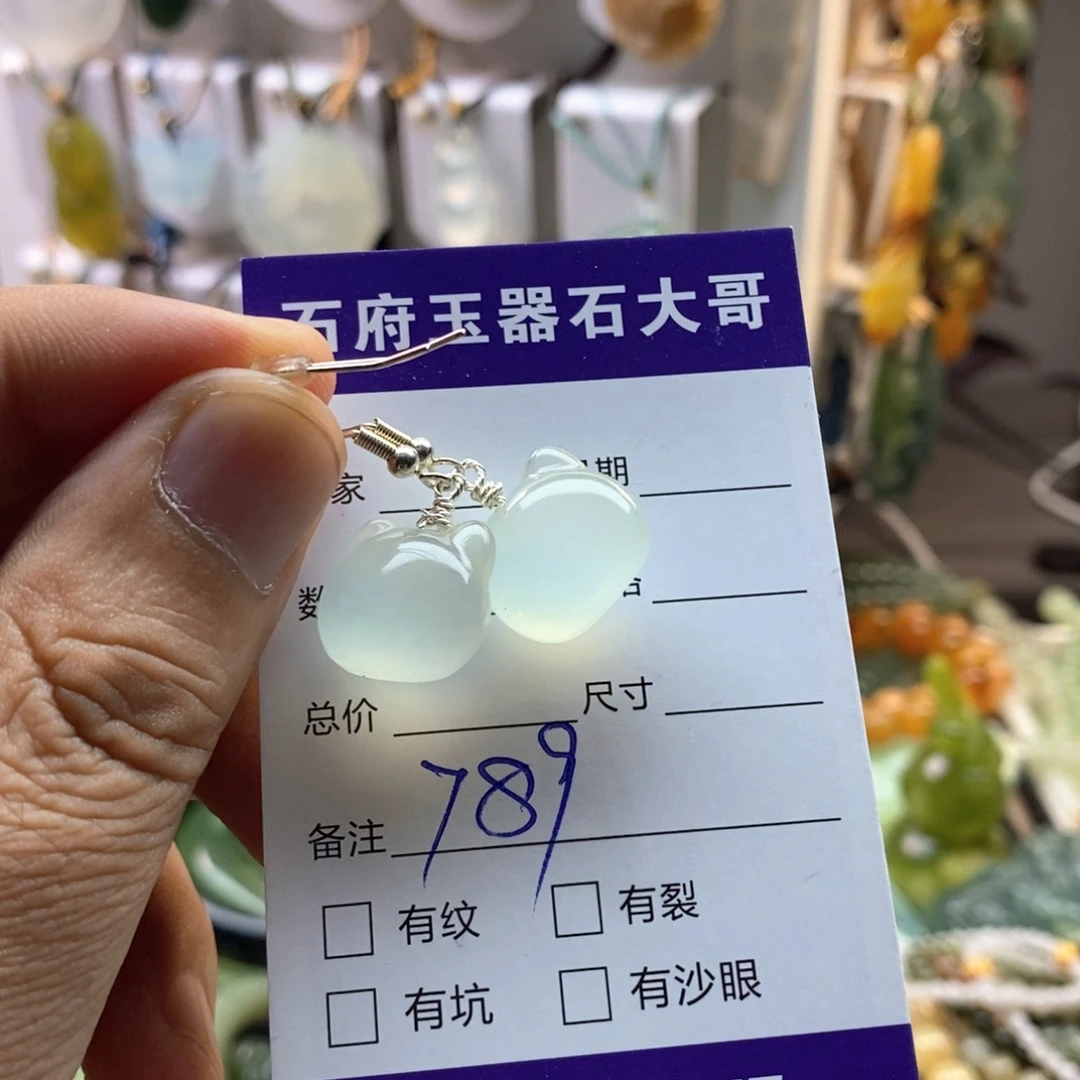 石府玉器石大哥
家 期
数
总价 尺寸
789
备注
有纹 有裂
有坑 有沙眼